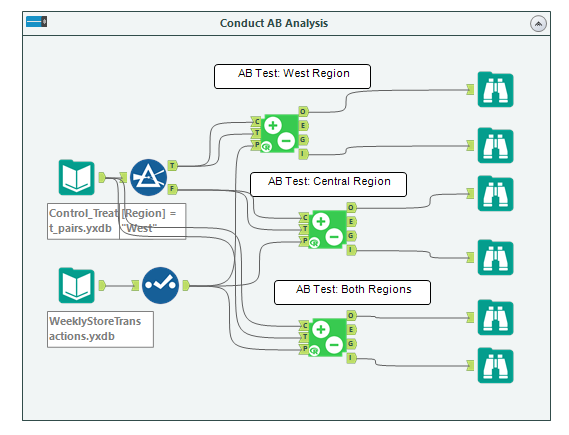 Conduct AB Analysis
AB Test: West Region
O
C
E
T
G
P
I
T
F
Control_Treat
t_pairs.yxdb
[Region] =
"West"
AB Test: Central Region
O
C
E
T
G
P
I
WeeklyStoreTrans
actions.yxdb
AB Test: Both Regions
O
C
E
T
G
P
I